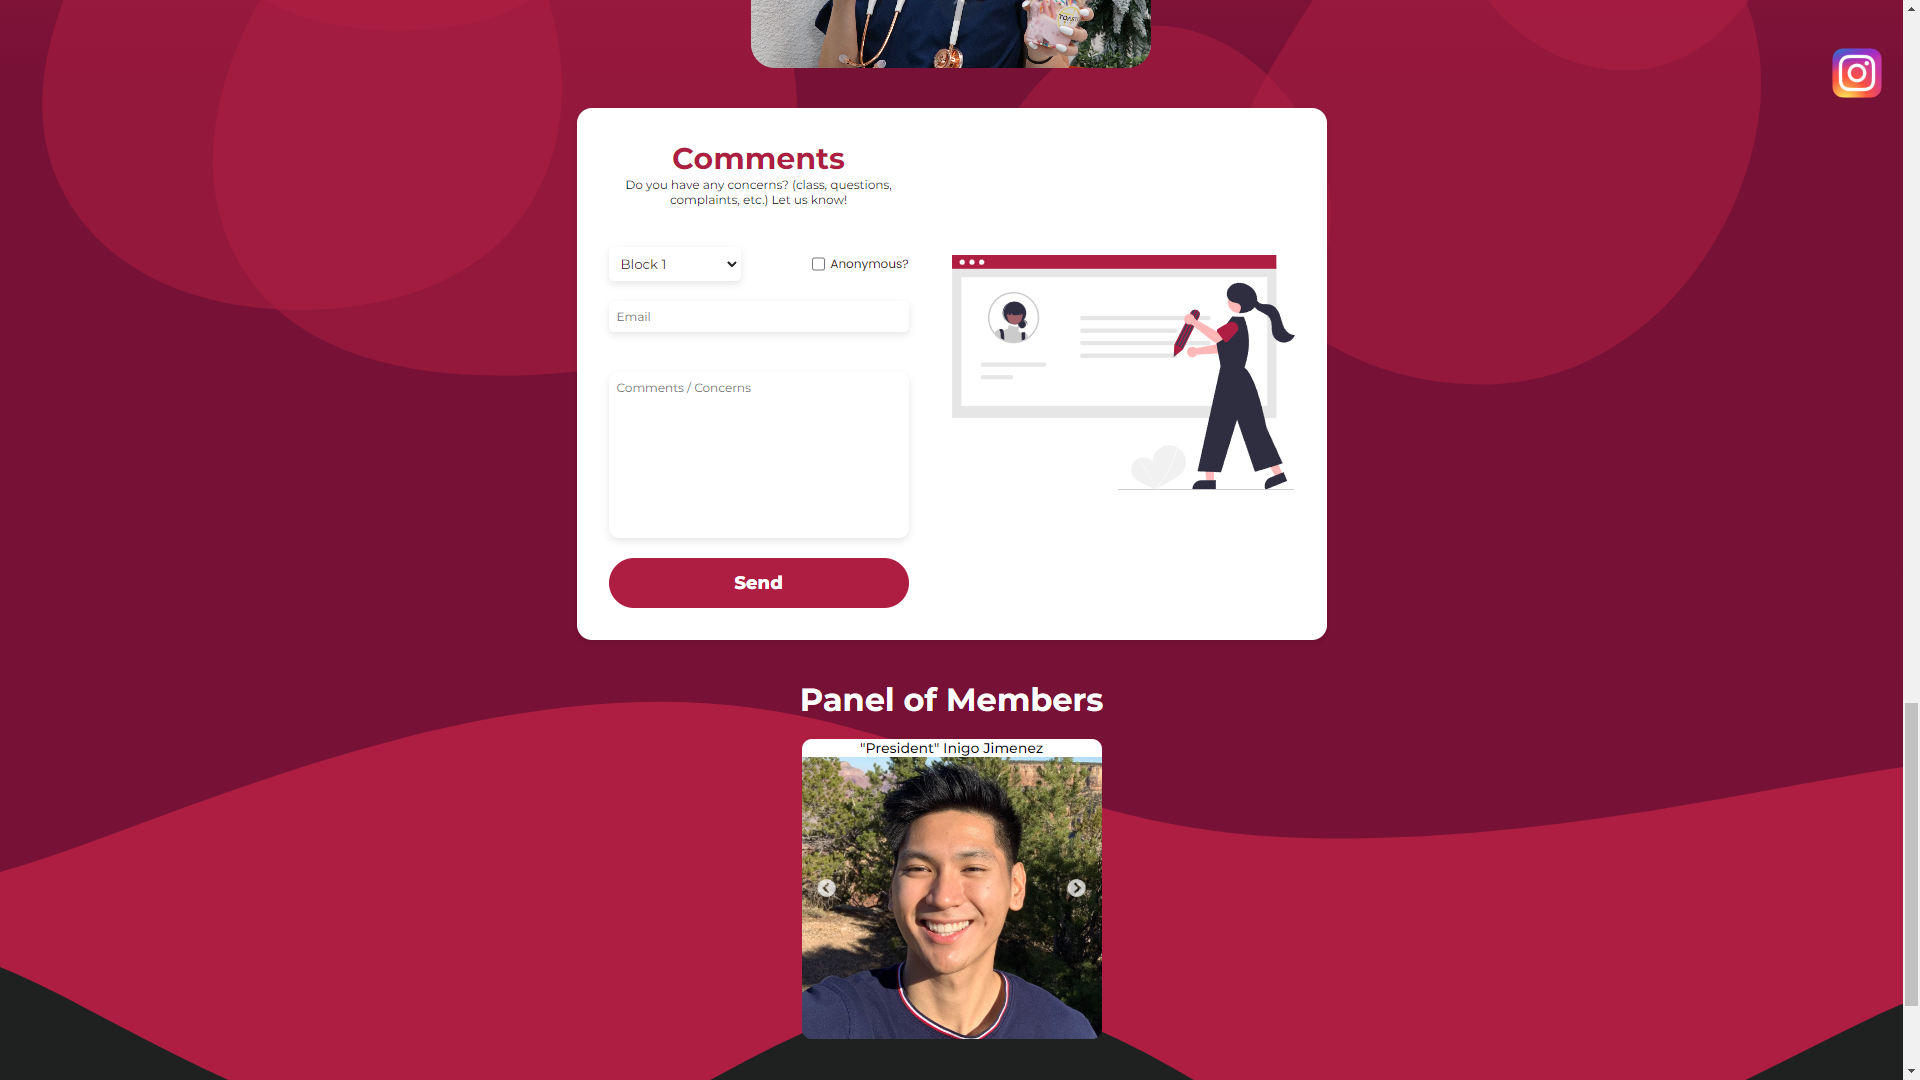 Comments
Do you have any concerns? (class, questions,
complaints, etc.) Let us know!
Block 1
Anonymous?
Email
Comments / Concerns
Send
Panel of Members
"President" Inigo Jimenez